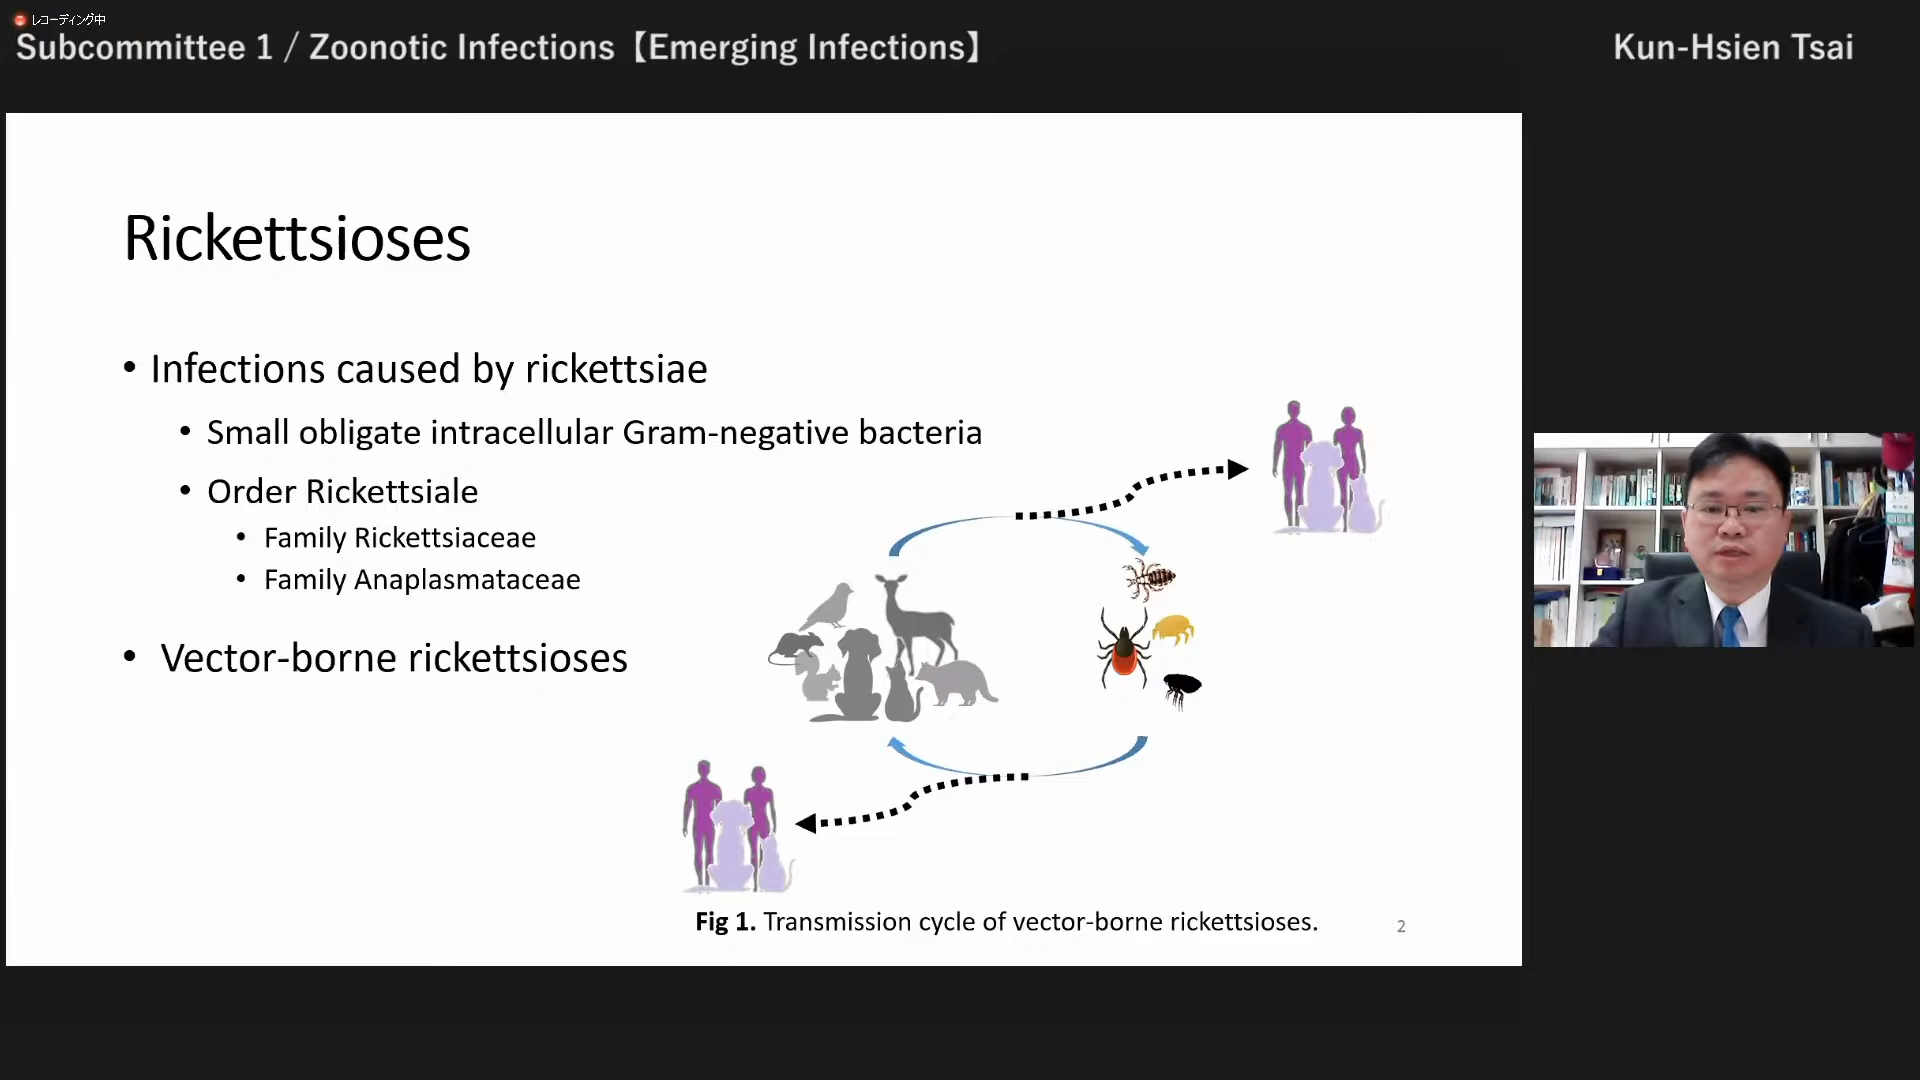 レコーディング中
Subcommittee 1 / Zoonotic Infections【Emerging Infections】
Kun-Hsien Tsai
Rickettsioses
• Infections caused by rickettsiae
• Small obligate intracellular Gram-negative bacteria
• Order Rickettsiale
• Family Rickettsiaceae
• Family Anaplasmataceae
• Vector-borne rickettsioses
Fig 1. Transmission cycle of vector-borne rickettsioses.
2